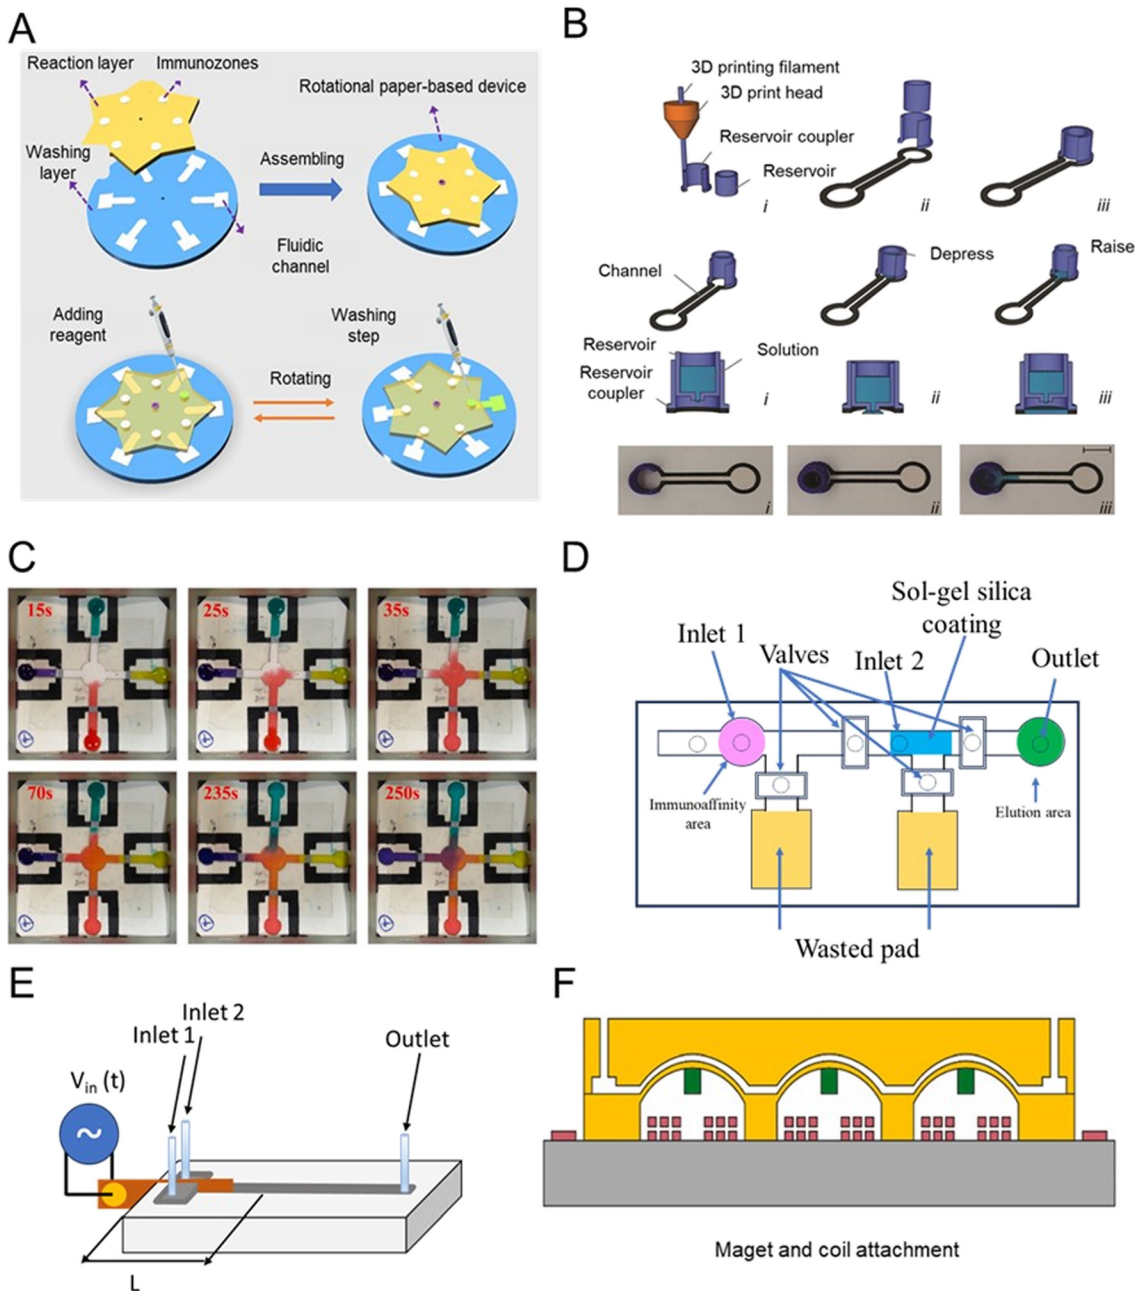 A
Reaction layer
Immunozones
Rotational paper-based device
Washing
layer
Assembling
Fluidic
channel
Adding
reagent
Washing
step
Rotating
B
3D printing filament
3D print head
Reservoir coupler
Reservoir
i
ii
iii
Channel
Depress
Raise
Reservoir
Solution
Reservoir
coupler
i
ii
iii
i
ii
iii
C
15s
25s
35s
70s
235s
250s
D
Sol-gel silica
coating
Inlet 1
Valves
Inlet 2
Outlet
Immunoaffinity
area
Elution area
Wasted pad
E
Inlet 2
Inlet 1
Outlet
Vin (t)
~
L
F
Maget and coil attachment